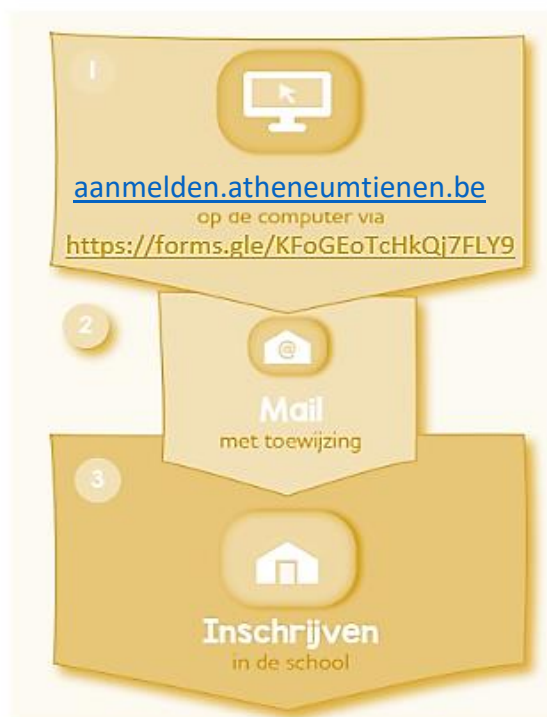 1
aanmelden.atheneumtienen.be
op de computer via
https://forms.gle/KFoGEoTcHkQj7FLY9
2
@
Mail
met toewijzing
3
Inschrijven
in de school